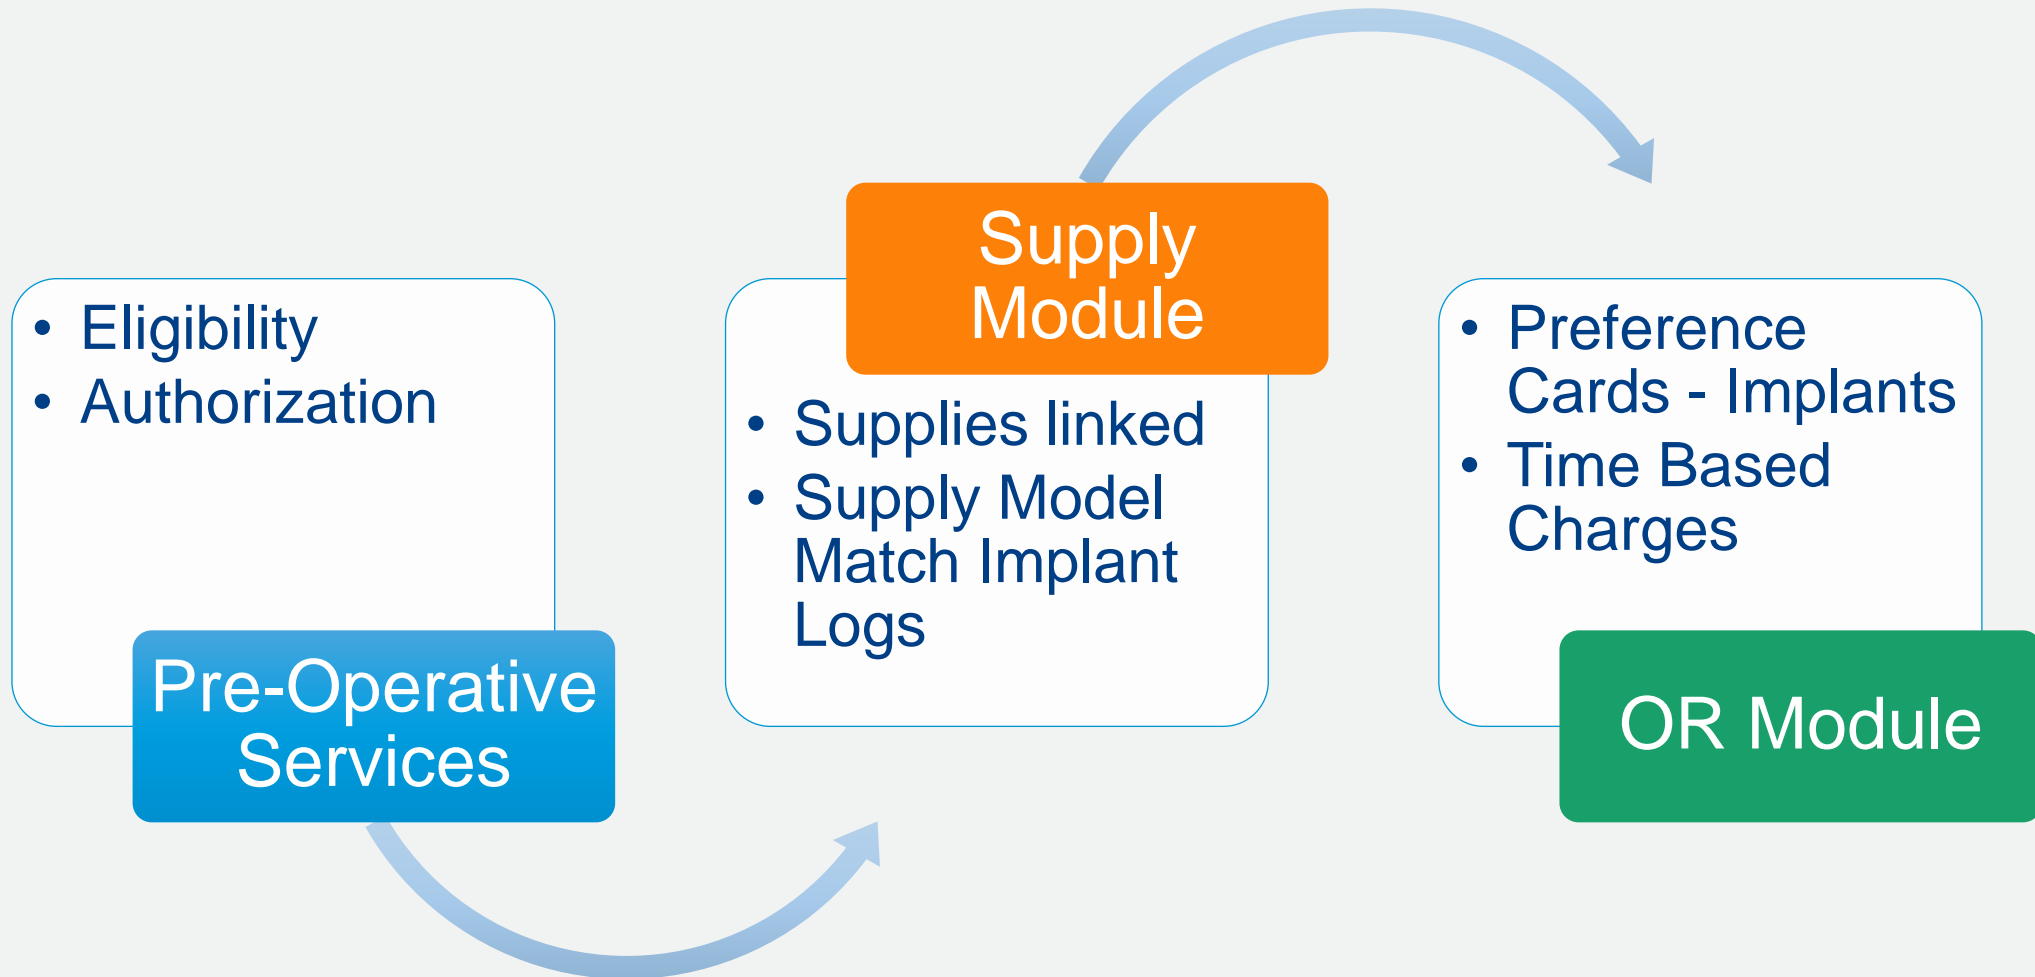 • Eligibility
• Authorization
Pre-Operative
Services
Supply
Module
• Supplies linked
• Supply Model
Match Implant
Logs
• Preference
Cards - Implants
• Time Based
Charges
OR Module